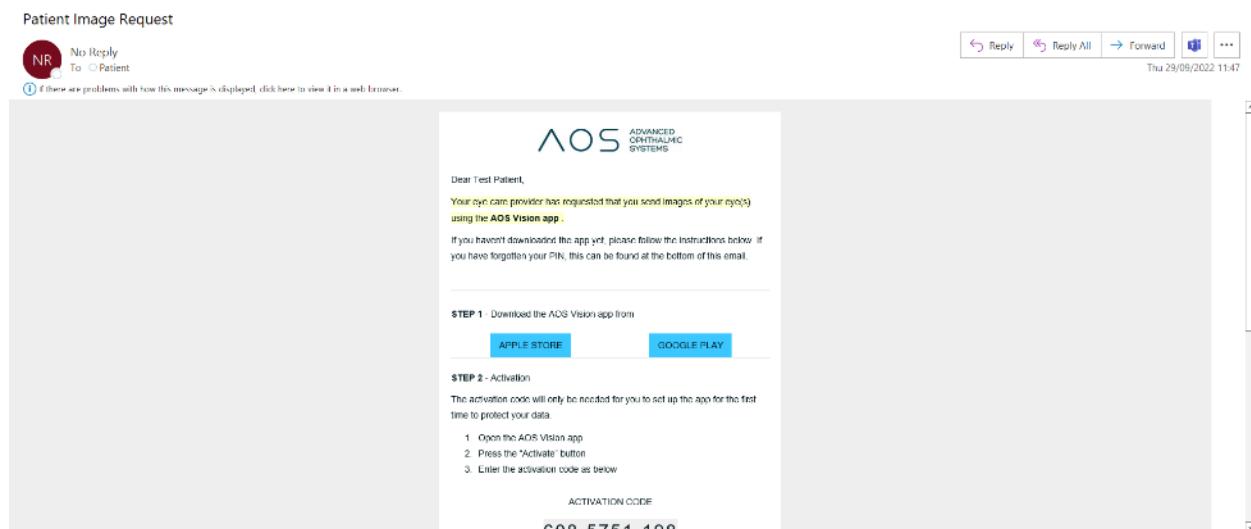 Patient Image Request
NR
No Reply
To Patient
Reply
Reply All
Forward
Thu 29/09/2022 11:47
If there are problems with how this message is displayed, click here to view it in a web browser.
AOS ADVANCED
OPHTHALMIC
SYSTEMS
Dear Test Patient,
Your eye care provider has requested that you send images of your eye(s)
using the AOS Vision app .
If you haven't downloaded the app yet, please follow the instructions below. If
you have forgotten your PIN, this can be found at the bottom of this email.
STEP 1 - Download the AOS Vision app from
APPLE STORE
GOOGLE PLAY
STEP 2 - Activation
The activation code will only be needed for you to set up the app for the first
time to protect your data.
1. Open the AOS Vision app
2. Press the "Activate" button
3. Enter the activation code as below
ACTIVATION CODE